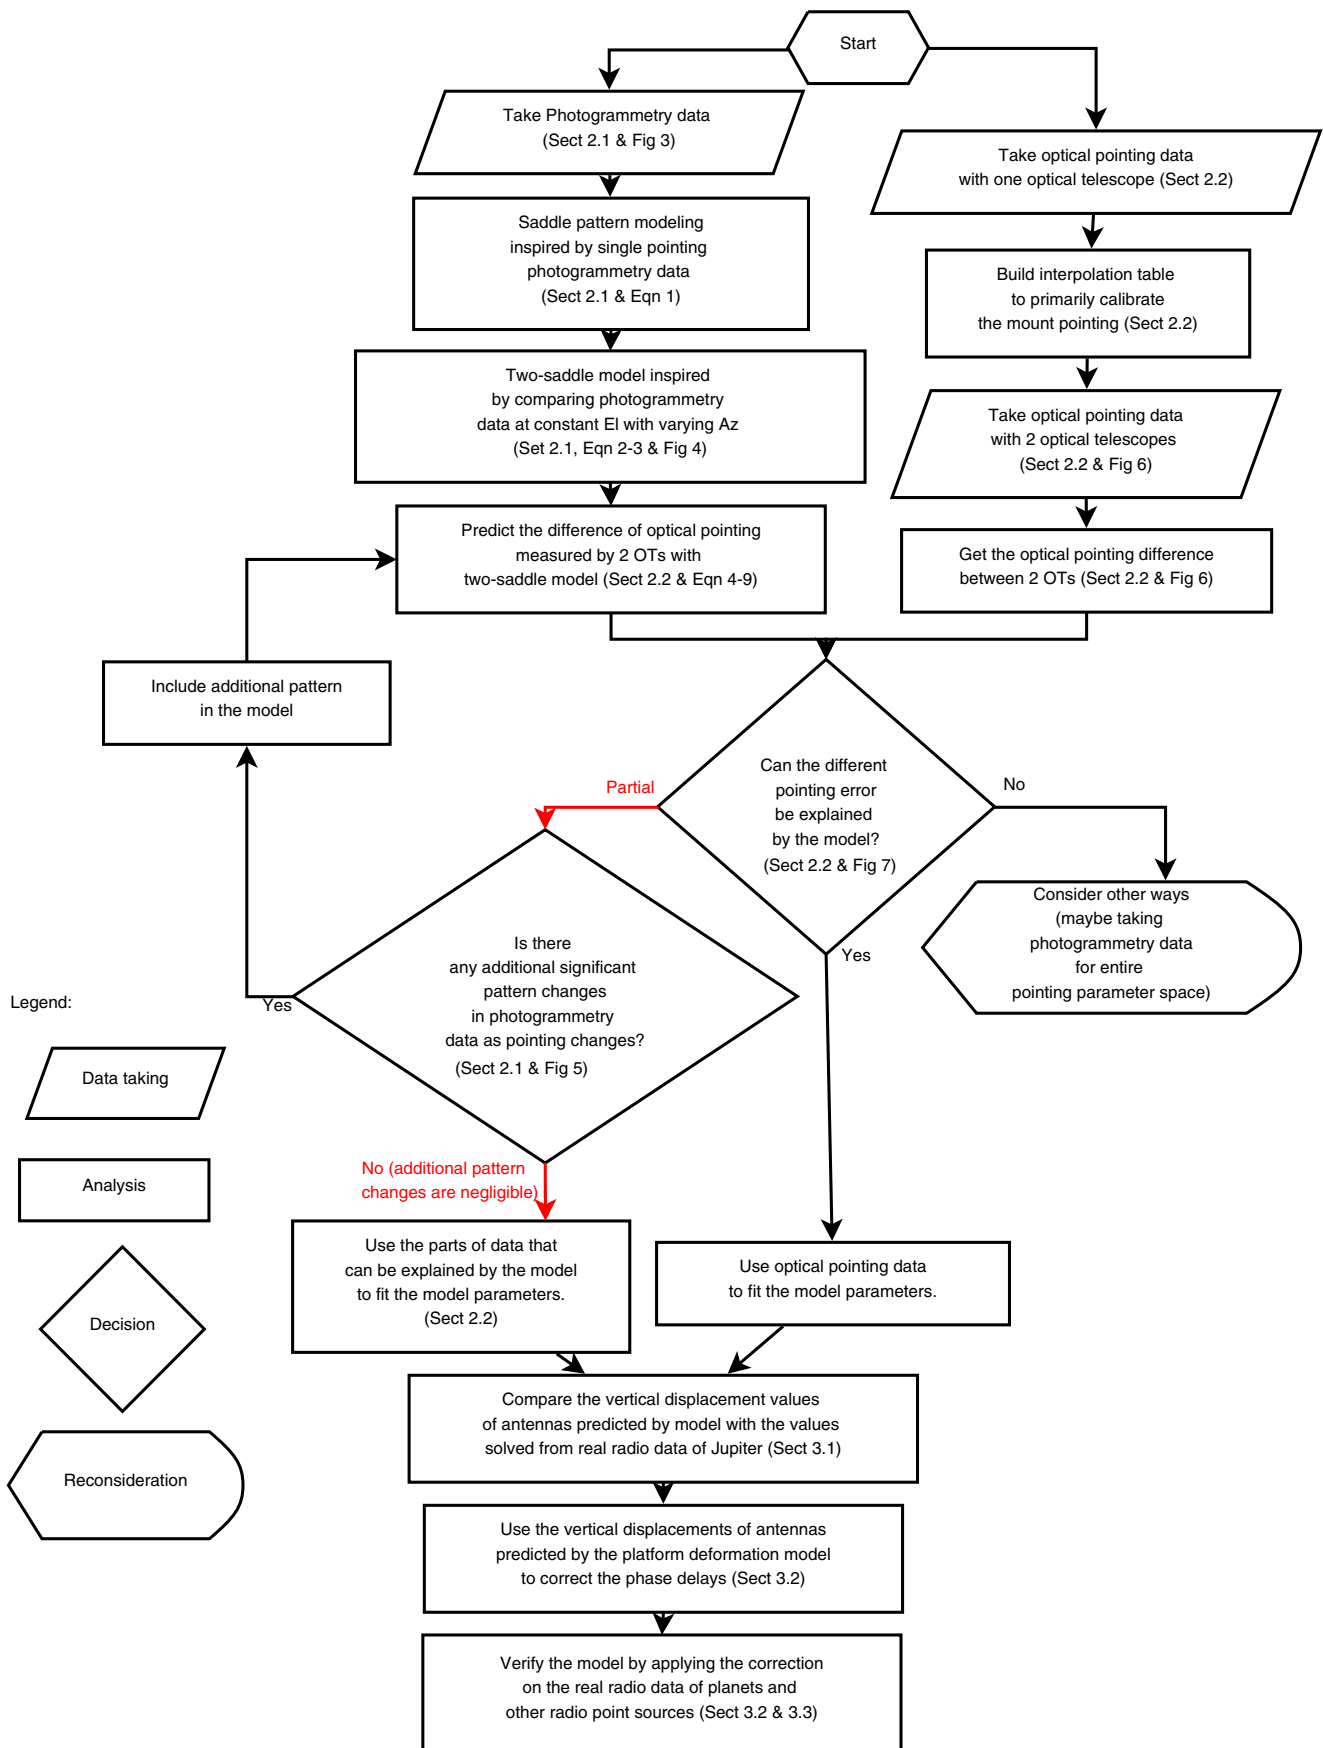 Start
Take Photogrammetry data
(Sect 2.1 & Fig 3)
Take optical pointing data
with one optical telescope (Sect 2.2)
Saddle pattern modeling
inspired by single pointing
photogrammetry data
(Sect 2.1 & Eqn 1)
Build interpolation table
to primarily calibrate
the mount pointing (Sect 2.2)
Two-saddle model inspired
by comparing photogrammetry
data at constant El with varying Az
(Set 2.1, Eqn 2-3 & Fig 4)
Take optical pointing data
with 2 optical telescopes
(Sect 2.2 & Fig 6)
Predict the difference of optical pointing
measured by 2 OTs with
two-saddle model (Sect 2.2 & Eqn 4-9)
Get the optical pointing difference
between 2 OTs (Sect 2.2 & Fig 6)
Include additional pattern
in the model
Can the different
pointing error
be explained
by the model?
(Sect 2.2 & Fig 7)
Partial
No
Yes
Consider other ways
(maybe taking
photogrammetry data
for entire
pointing parameter space)
Is there
any additional significant
pattern changes
in photogrammetry
data as pointing changes?
(Sect 2.1 & Fig 5)
Yes
No (additional pattern
changes are negligible)
Legend:
Data taking
Analysis
Decision
Reconsideration
Use the parts of data that
can be explained by the model
to fit the model parameters.
(Sect 2.2)
Use optical pointing data
to fit the model parameters.
Compare the vertical displacement values
of antennas predicted by model with the values
solved from real radio data of Jupiter (Sect 3.1)
Use the vertical displacements of antennas
predicted by the platform deformation model
to correct the phase delays (Sect 3.2)
Verify the model by applying the correction
on the real radio data of planets and
other radio point sources (Sect 3.2 & 3.3)